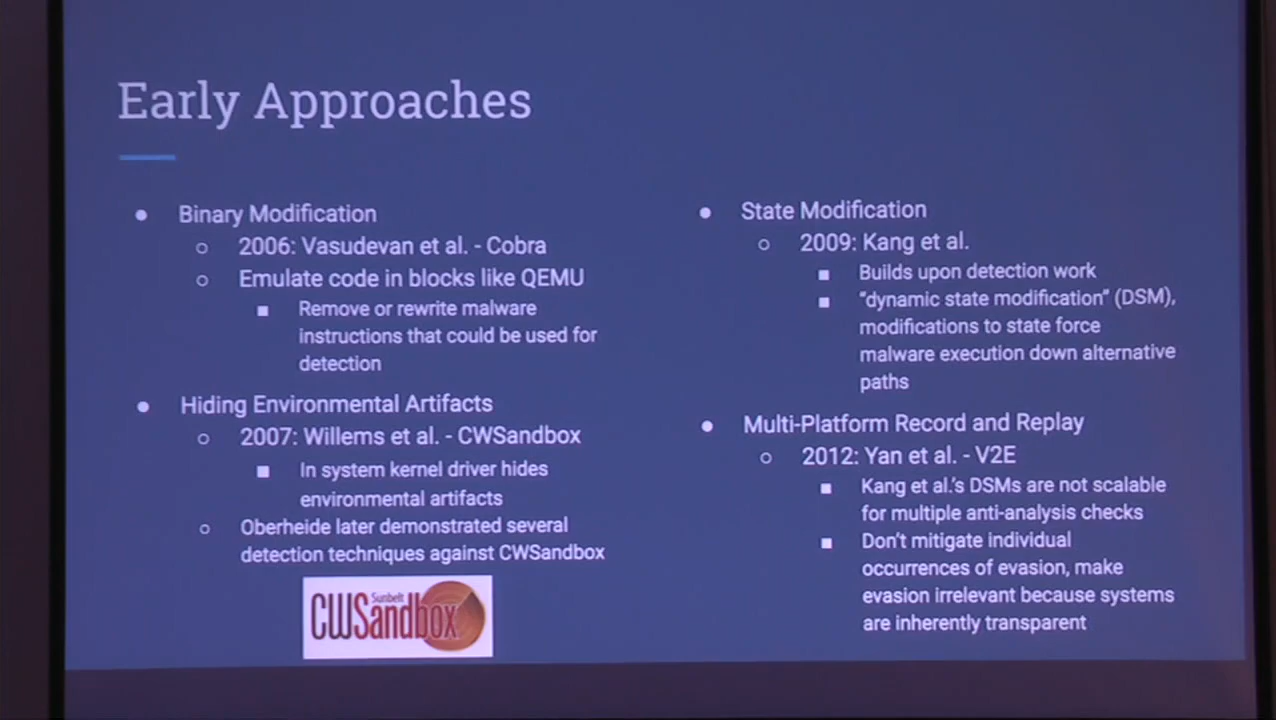 Early Approaches
● Binary Modification
○ 2006: Vasudevan et al. - Cobra
○ Emulate code in blocks like QEMU
■ Remove or rewrite malware
instructions that could be used for
detection
● Hiding Environmental Artifacts
○ 2007: Willems et al. - CWSandbox
■ In system kernel driver hides
environmental artifacts
○ Oberheide later demonstrated several
detection techniques against CWSandbox
Sunbelt
CWSandbox
● State Modification
○ 2009: Kang et al.
■ Builds upon detection work
■ “dynamic state modification” (DSM),
modifications to state force
malware execution down alternative
paths
● Multi-Platform Record and Replay
○ 2012: Yan et al. - V2E
■ Kang et al.’s DSMs are not scalable
for multiple anti-analysis checks
■ Don’t mitigate individual
occurrences of evasion, make
evasion irrelevant because systems
are inherently transparent